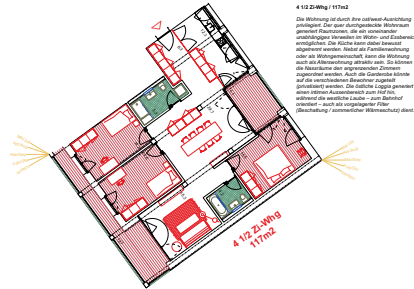 4 1/2 Zi-Whg / 117m2
Die Wohnung ist durch ihre ost/west-Ausrichtung
privilegiert. Der quer durchgesteckte Wohnraum
generiert Raumzonen, die ein voneinander
unabhängiges Verweilen im Wohn- und Essbereich
ermöglichen. Die Küche kann dabei bewusst
abgetrennt werden. Nebst als Familienwohnung
oder als Wohngemeinschaft, kann die Wohnung
auch als Alterswohnung attraktiv sein. So können
die Nassräume den angrenzenden Zimmern
zugeordnet werden. Auch die Garderobe könnte
auf die verschiedenen Bewohner zugeteilt
(privatisiert) werden. Die östliche Loggia generiert
einen intimen Aussenbereich zum Hof hin,
während die westliche Laube – zum Bahnhof
orientiert – auch als vorgelagerter Filter
(Beschattung / sommerlicher Wärmeschutz) dient.
4 1/2 Zi-Whg
117m2